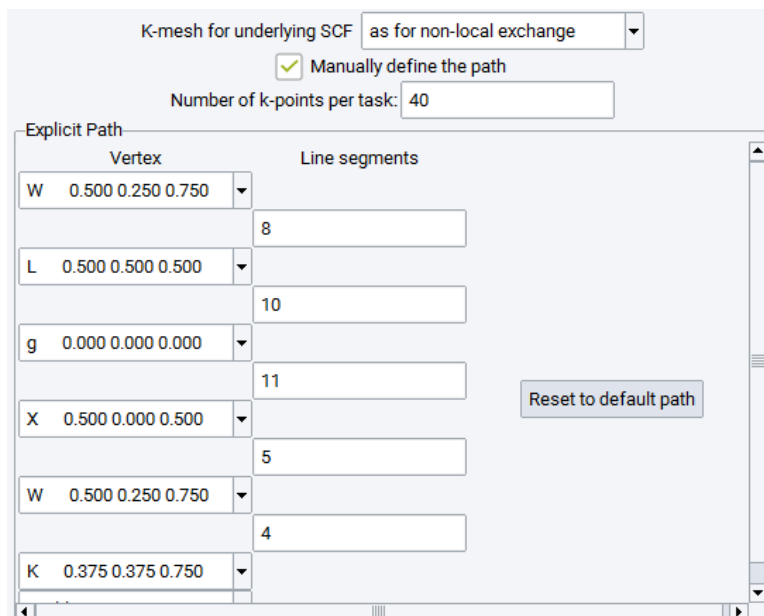 K-mesh for underlying SCF as for non-local exchange
Manually define the path
Number of k-points per task: 40
Explicit Path
Vertex Line segments
W 0.500 0.250 0.750
8
L 0.500 0.500 0.500
10
g 0.000 0.000 0.000
11
Reset to default path
X 0.500 0.000 0.500
5
W 0.500 0.250 0.750
4
K 0.375 0.375 0.750